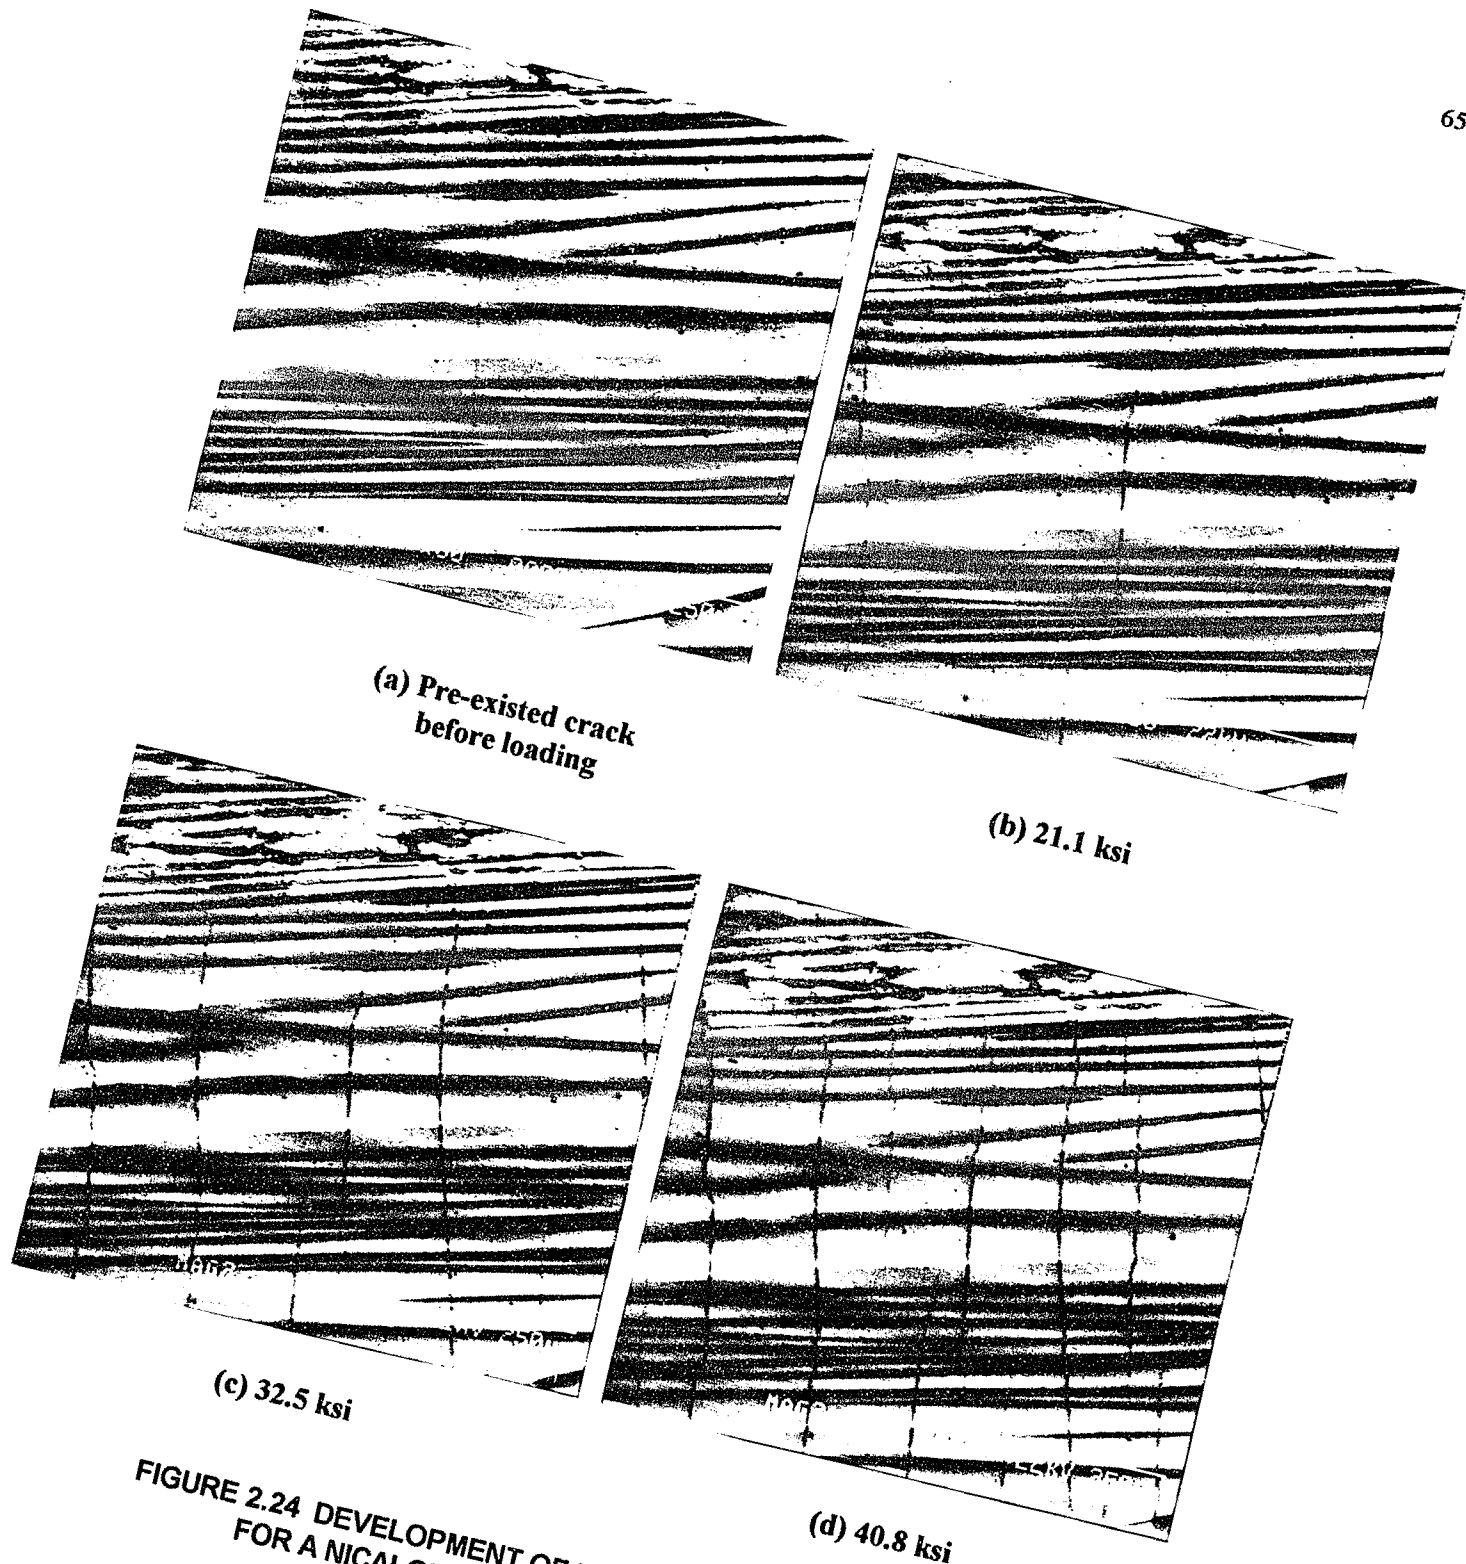 65
(a) Pre-existed crack
before loading
(b) 21.1 ksi
(c) 32.5 ksi
(d) 40.8 ksi
FIGURE 2.24 DEVELOPMENT OF
FOR A